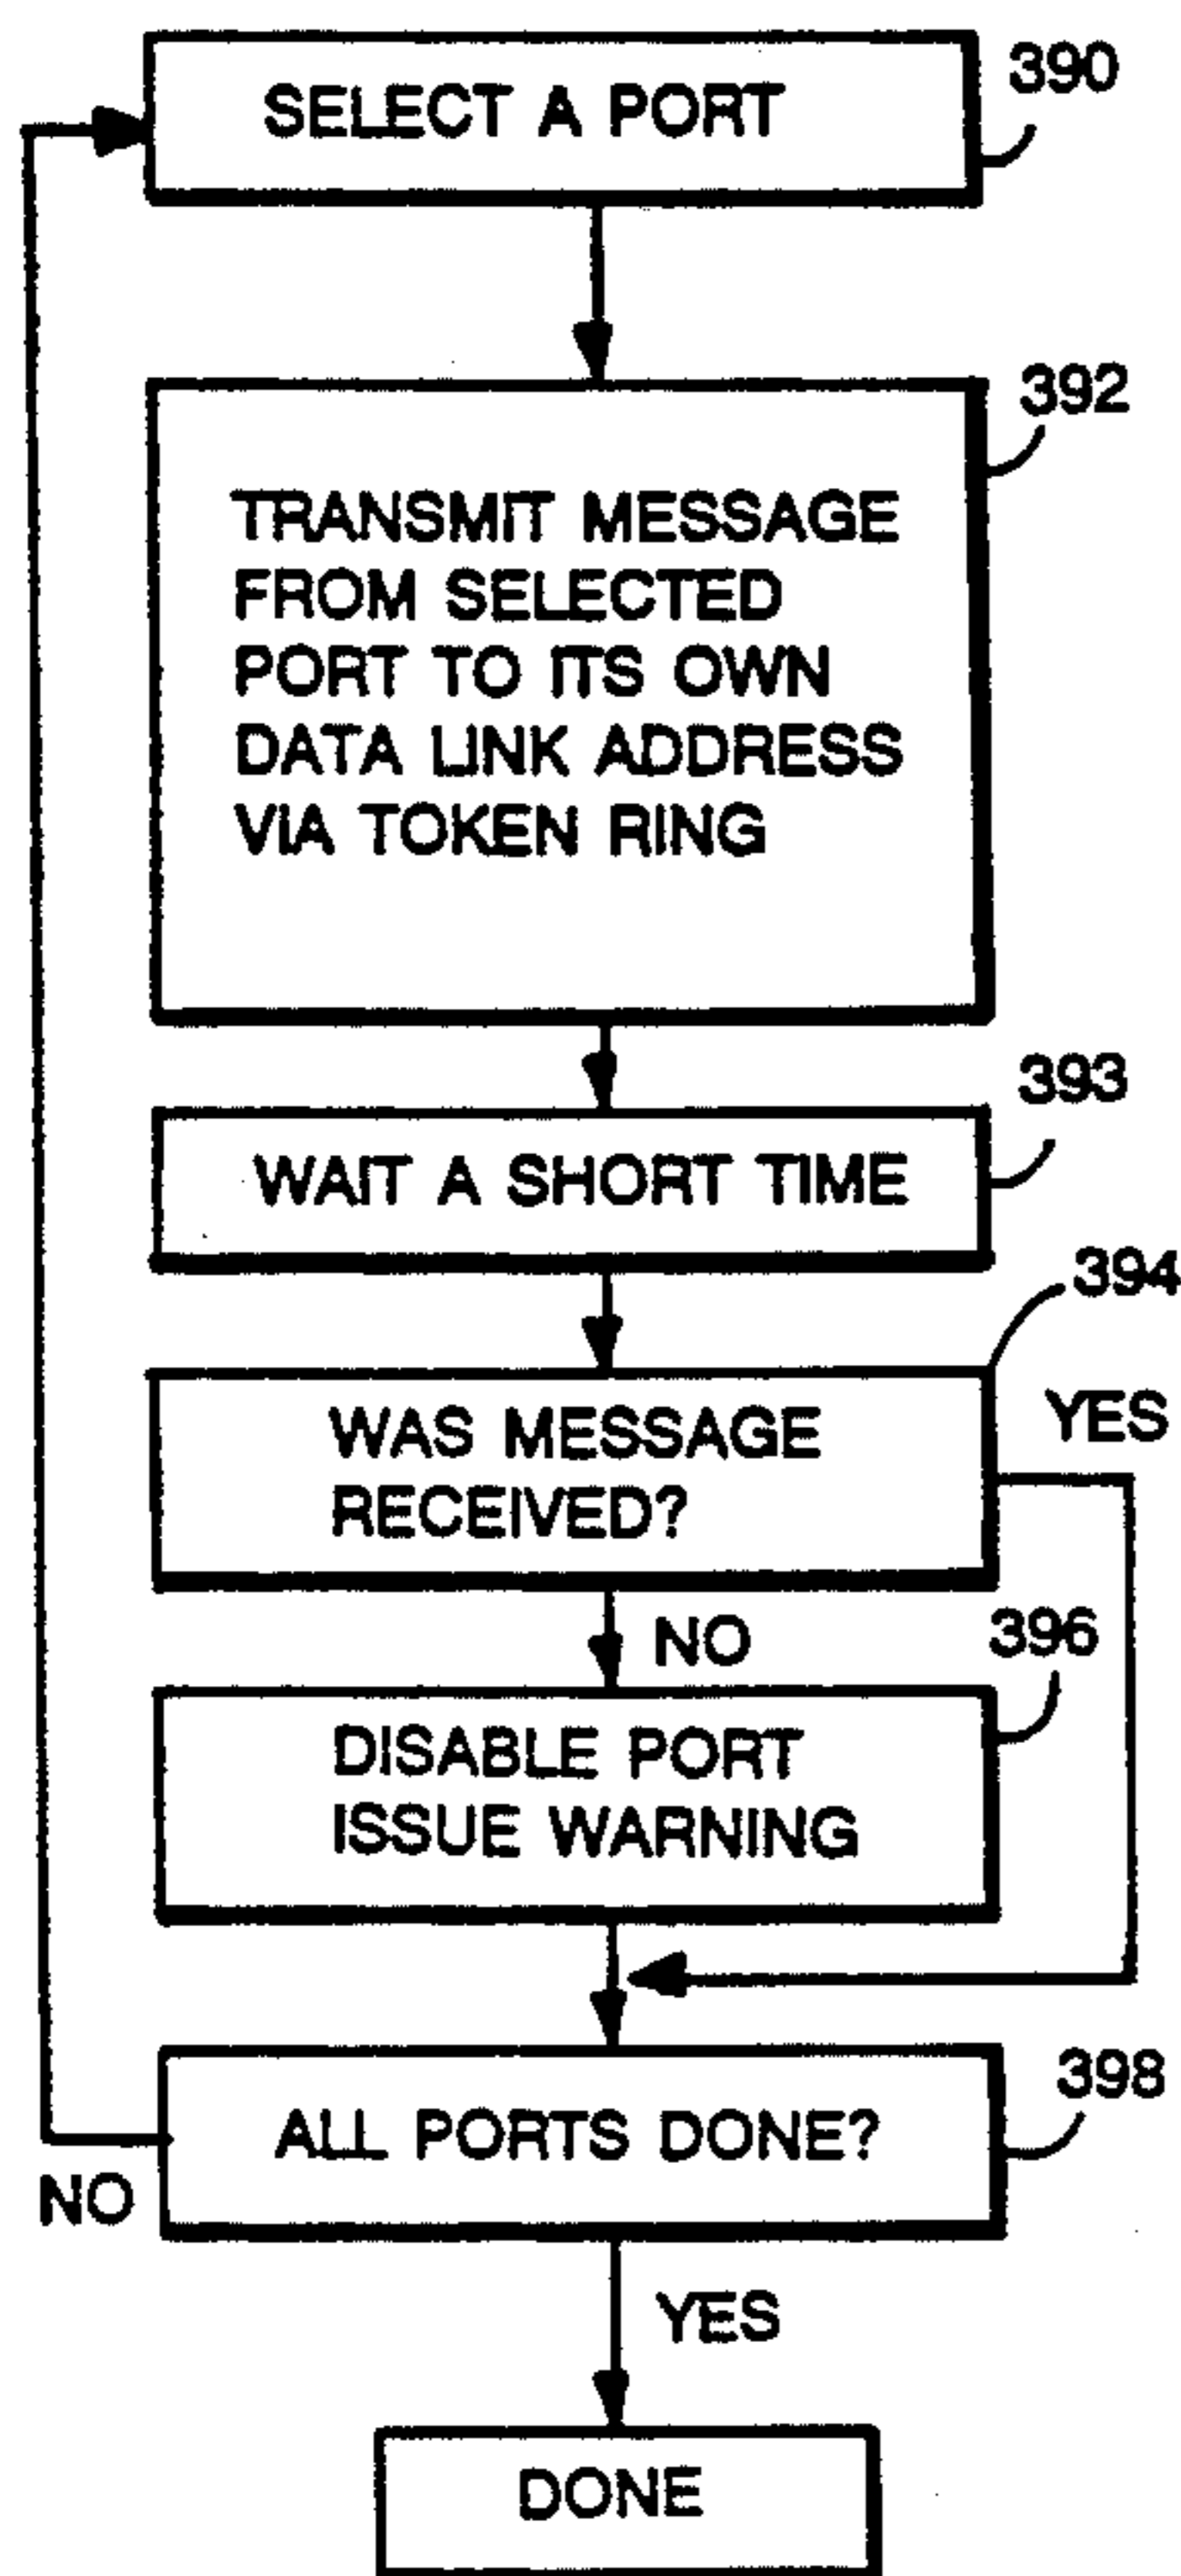 SELECT A PORT
390
392
TRANSMIT MESSAGE
FROM SELECTED
PORT TO ITS OWN
DATA LINK ADDRESS
VIA TOKEN RING
393
WAIT A SHORT TIME
394
WAS MESSAGE
RECEIVED?
YES
NO
396
DISABLE PORT
ISSUE WARNING
398
ALL PORTS DONE?
NO
YES
DONE